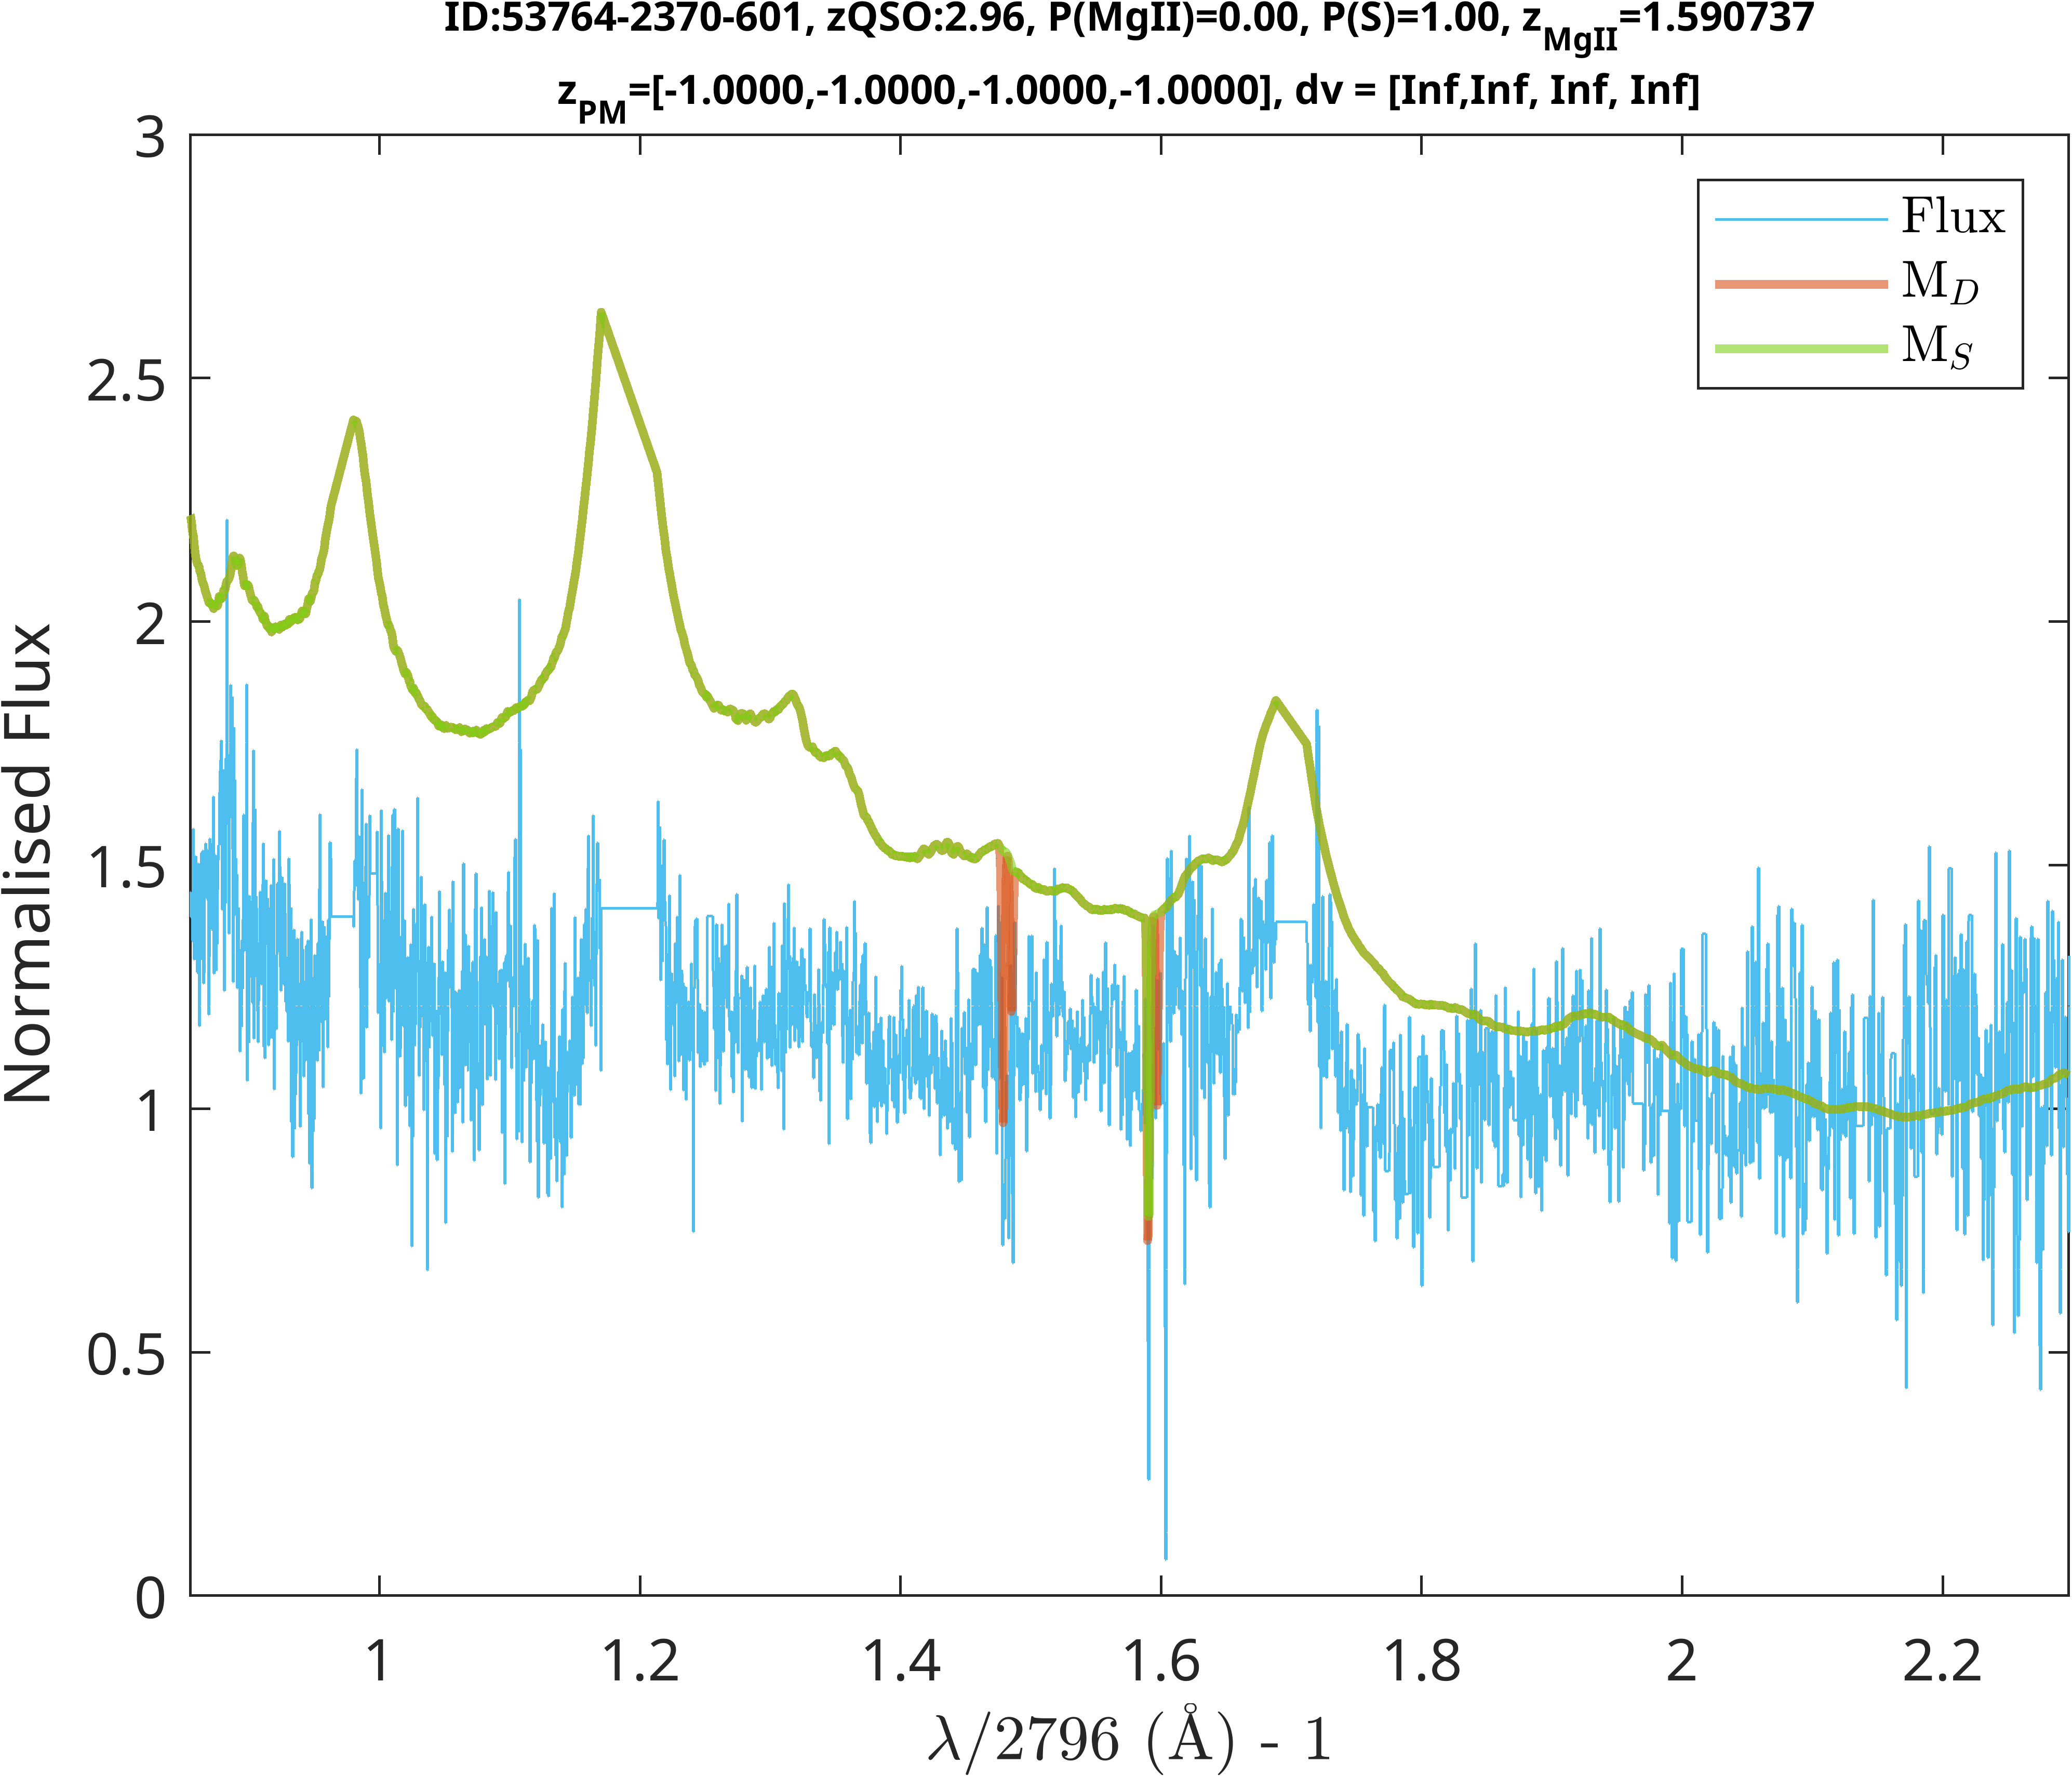 ID:53764-2370-601, zQSO:2.96, P(MgII)=0.00, P(S)=1.00, zMgII=1.590737
zPM=[-1.0000,-1.0000,-1.0000,-1.0000], dv = [Inf,Inf, Inf, Inf]
3
2.5
2
1.5
1
0.5
0
Normalised Flux
Flux
MD
MS
1 1.2 1.4 1.6 1.8 2 2.2
λ/2796 (Å) - 1